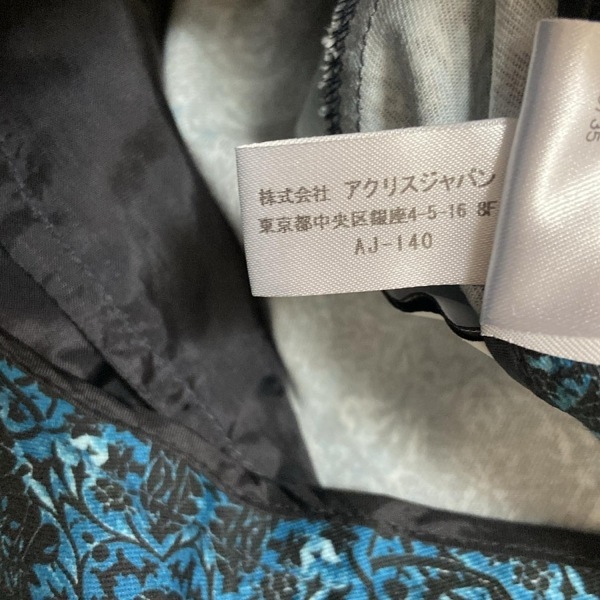 株式会社 アクリスジャパン
東京都中央区銀座4-5-16 8F
AJ-140